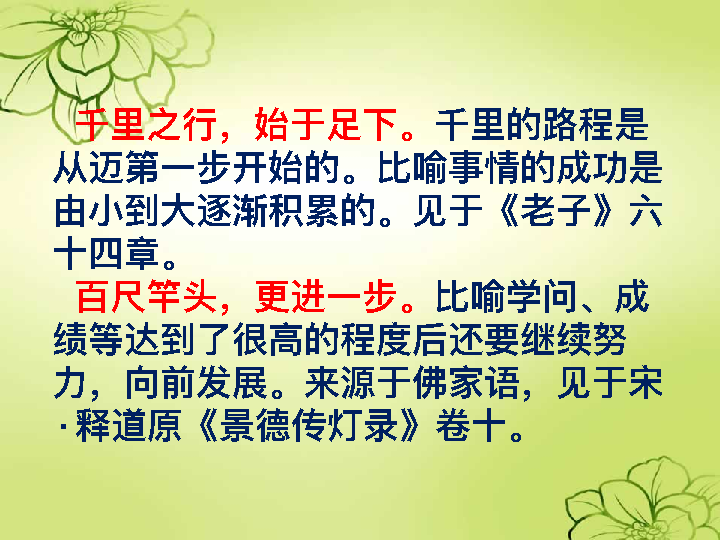 千里之行，始于足下。千里的路程是
从迈第一步开始的。比喻事情的成功是
由小到大逐渐积累的。见于《老子》六
十四章。
百尺竿头，更进一步。比喻学问、成
绩等达到了很高的程度后还要继续努
力，向前发展。来源于佛家语，见于宋
·释道原《景德传灯录》卷十。